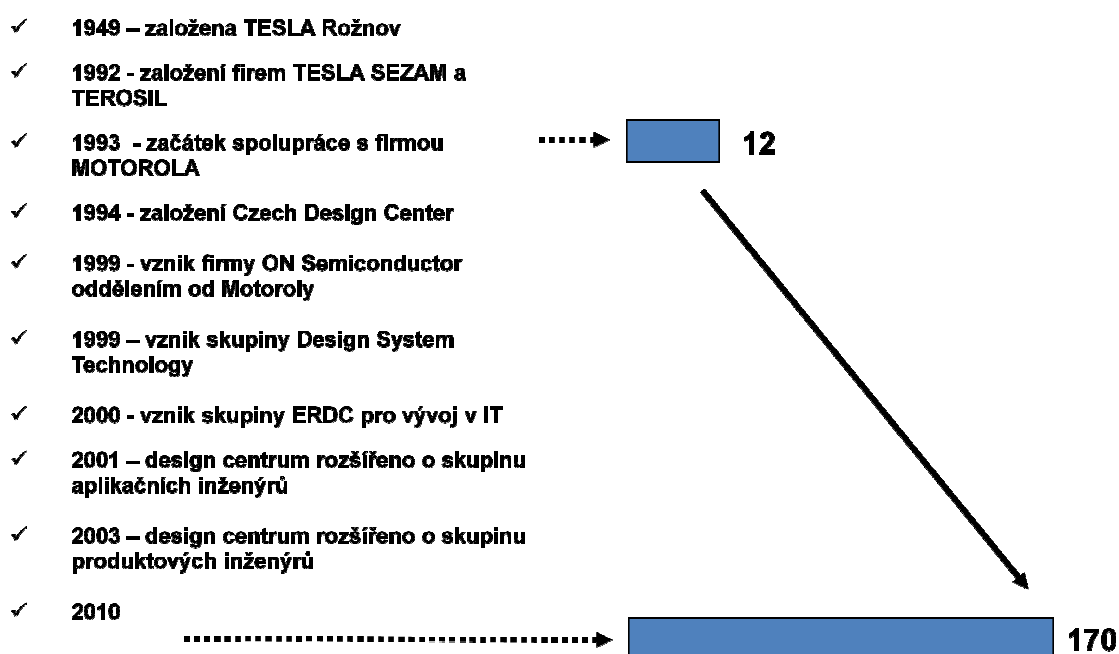 ✓ 1949 – založena TESLA Rožnov
✓ 1992 - založení firem TESLA SEZAM a
TEROSIL
✓ 1993 - začátek spolupráce s firmou
MOTOROLA
12
✓ 1994 - založení Czech Design Center
✓ 1999 - vznik firmy ON Semiconductor
oddělením od Motoroly
✓ 1999 – vznik skupiny Design System
Technology
✓ 2000 - vznik skupiny ERDC pro vývoj v IT
✓ 2001 – design centrum rozšířeno o skupinu
aplikačních inženýrů
✓ 2003 – design centrum rozšířeno o skupinu
produktových inženýrů
✓ 2010
170